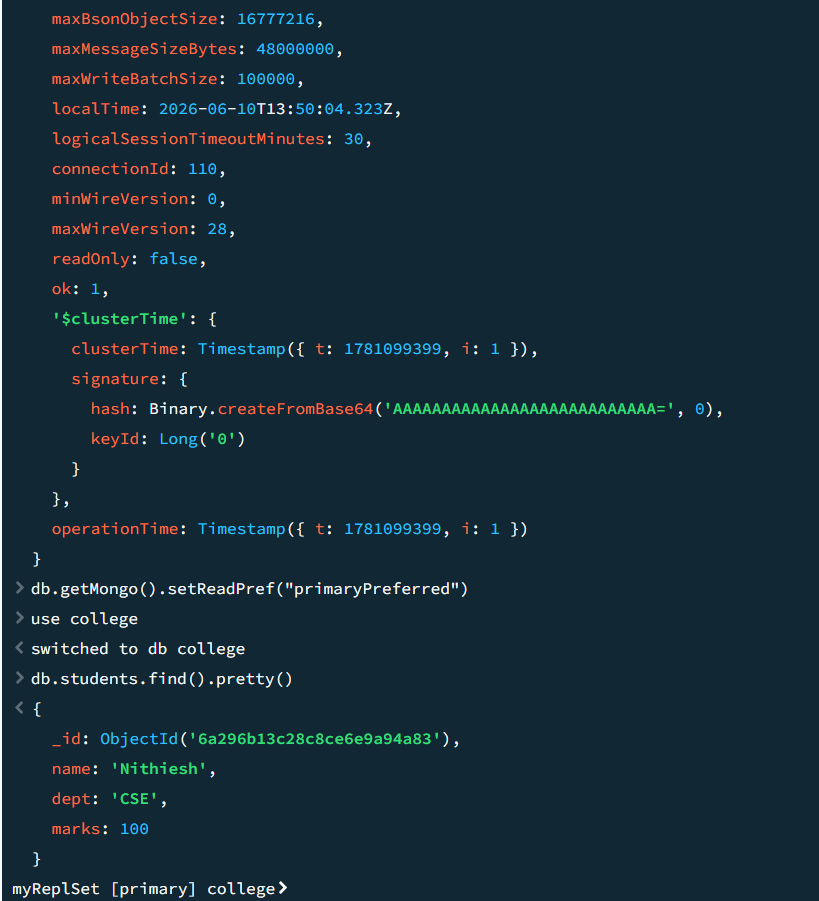 maxBsonObjectSize: 16777216,
maxMessageSizeBytes: 48000000,
maxWriteBatchSize: 100000,
localTime: 2026-06-10T13:50:04.323Z,
logicalSessionTimeoutMinutes: 30,
connectionId: 110,
minWireVersion: 0,
maxWireVersion: 28,
readOnly: false,
ok: 1,
'$clusterTime': {
clusterTime: Timestamp({ t: 1781099399, i: 1 }),
signature: {
hash: Binary.createFromBase64('AAAAAAAAAAAAAAAAAAAAAAAAAAA=', 0),
keyId: Long('0')
}
},
operationTime: Timestamp({ t: 1781099399, i: 1 })
}
> db.getMongo().setReadPref("primaryPreferred")
> use college
< switched to db college
> db.students.find().pretty()
< {
_id: ObjectId('6a296b13c28c8ce6e9a94a83'),
name: 'Nithiesh',
dept: 'CSE',
marks: 100
}
myReplSet [primary] college>